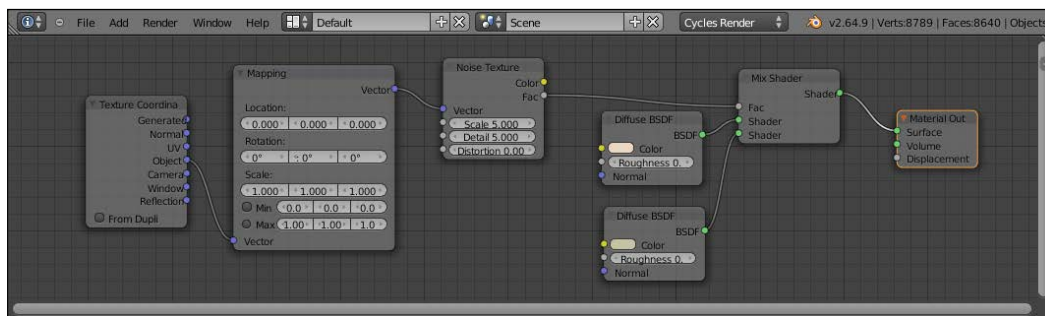 File Add Render Window Help Default Scene Cycles Render v2.64.9 | Verts:8789 | Faces:8640 | Objects
Texture Coordina
Generated
Normal
UV
Object
Camera
Window
Reflection
From Dupli
Mapping
Vector
Location:
0.000 0.000 0.000
Rotation:
0° 0° 0°
Scale:
1.000 1.000 1.000
Min 0.0 0.0 0.0
Max 1.00 1.00 1.0
Vector
Noise Texture
Color
Fac
Vector
Scale 5.000
Detail 5.000
Distortion 0.00
Diffuse BSDF
BSDF
Color
Roughness 0.
Normal
Diffuse BSDF
BSDF
Color
Roughness 0.
Normal
Mix Shader
Shader
Fac
Shader
Shader
Material Out
Surface
Volume
Displacement